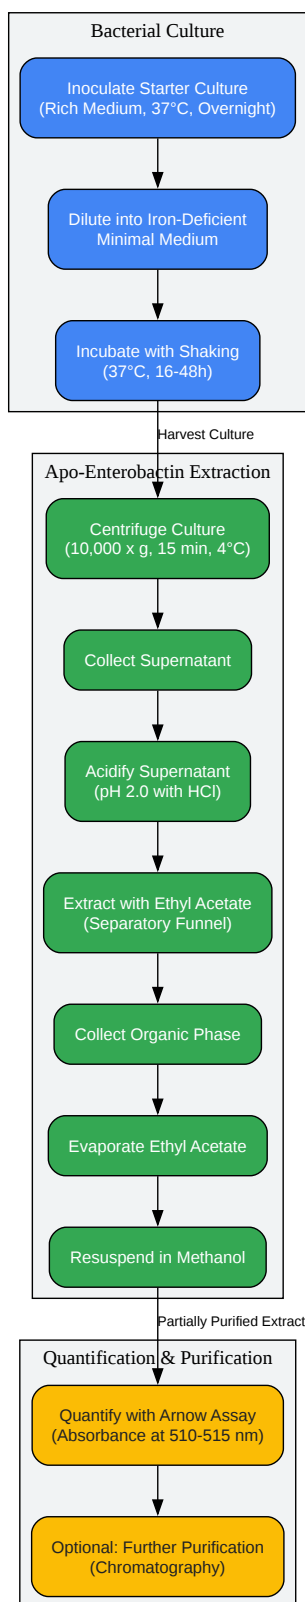 Bacterial Culture
Inoculate Starter Culture
(Rich Medium, 37°C, Overnight)
Dilute into Iron-Deficient
Minimal Medium
Incubate with Shaking
(37°C, 16-48h)
Harvest Culture
Apo-Enterobactin Extraction
Centrifuge Culture
(10,000 x g, 15 min, 4°C)
Collect Supernatant
Acidify Supernatant
(pH 2.0 with HCl)
Extract with Ethyl Acetate
(Separatory Funnel)
Collect Organic Phase
Evaporate Ethyl Acetate
Resuspend in Methanol
Partially Purified Extract
Quantification & Purification
Quantify with Arnow Assay
(Absorbance at 510-515 nm)
Optional: Further Purification
(Chromatography)